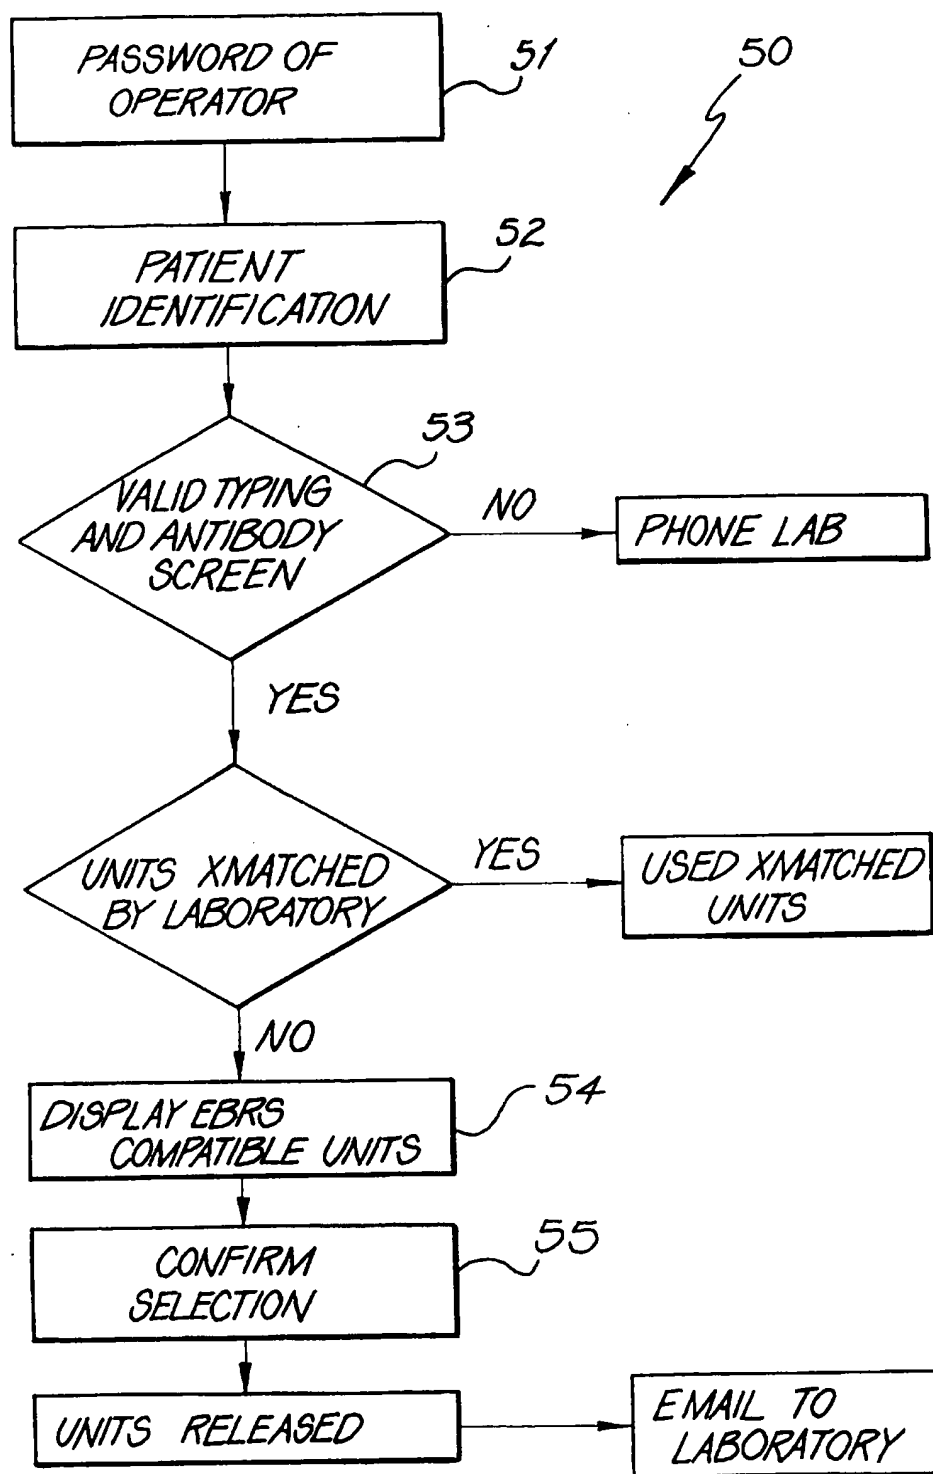 PASSWORD OF
OPERATOR
51
50
PATIENT
IDENTIFICATION
52
VALID TYPING
AND ANTIBODY
SCREEN
53
NO
PHONE LAB
YES
UNITS XMATCHED
BY LABORATORY
YES
USED XMATCHED
UNITS
NO
DISPLAY EBRS
COMPATIBLE UNITS
54
CONFIRM
SELECTION
55
UNITS RELEASED
EMAIL TO
LABORATORY